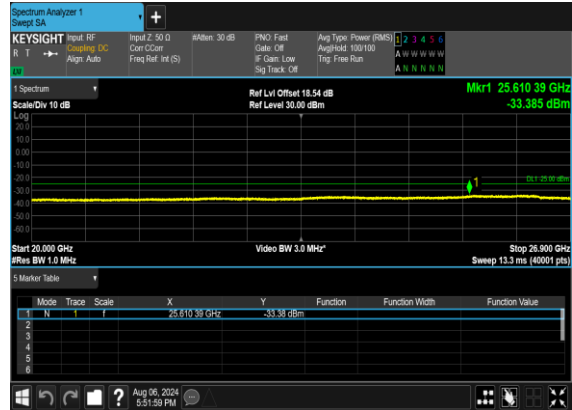 Spectrum Analyzer 1
Swept SA
+
KEYSIGHT Input: RF Input Z: 50 Ω #Atten: 30 dB PNO: Fast Avg Type: Power (RMS) 1 2 3 4 5 6
R T Coupling: DC Corr CCorr Gate: Off Avg|Hold: 100/100 A W W W W W
Align: Auto Freq Ref: Int (S) IF Gain: Low Trig: Free Run
Sig Track: Off A N N N N N
1 Spectrum Ref Lvl Offset 18.54 dB Mkr1 25.610 39 GHz
Scale/Div 10 dB Ref Level 30.00 dBm -33.385 dBm
Log
20.0
10.0
0.00
-10.0
-20.0
DL1 -25.00 dBm
1
-30.0
-40.0
-50.0
-60.0
Start 20.000 GHz Video BW 3.0 MHz* Stop 26.900 GHz
#Res BW 1.0 MHz Sweep 13.3 ms (40001 pts)
5 Marker Table
Mode Trace Scale X Y Function Function Width Function Value
1 N 1 f 25.610 39 GHz -33.38 dBm
2
3
4
5
6
? Aug 06, 2024
5:51:59 PM